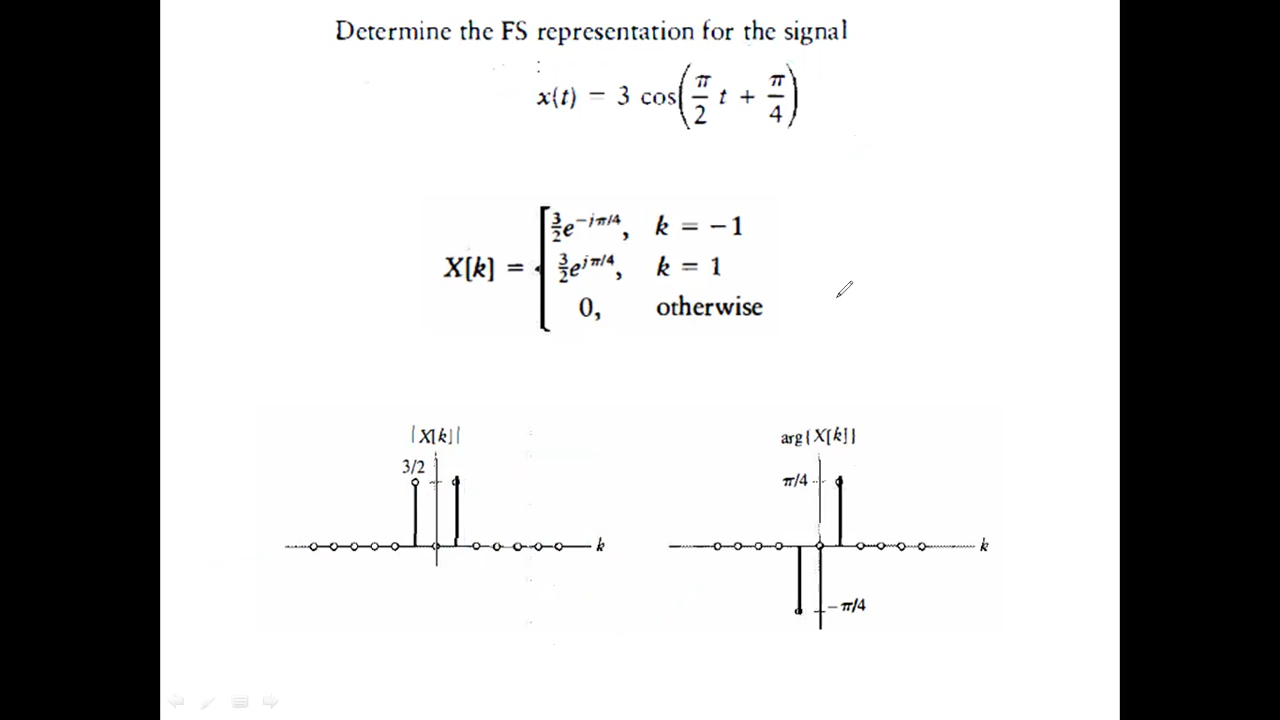 Determine the FS representation for the signal
x(t) = 3 cos(π/2 t + π/4)
X[k] = { 3/2 e^{-jπ/4}, k = -1
3/2 e^{jπ/4}, k = 1
0, otherwise
|X[k]|
3/2
k
arg{X[k]}
π/4
k
-π/4